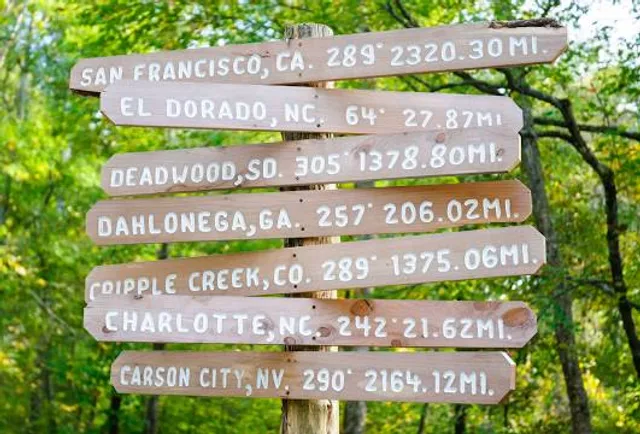 SAN FRANCISCO, CA. 289° 2320.30 MI.
EL DORADO, NC. 64° 27.87MI
DEADWOOD, SD. 305° 1378.80MI.
DAHLONEGA, GA. 257° 206.02MI.
CRIPPLE CREEK, CO. 289° 1375.06MI.
CHARLOTTE, NC. 242° 21.62MI.
CARSON CITY, NV. 290° 2164.12MI.